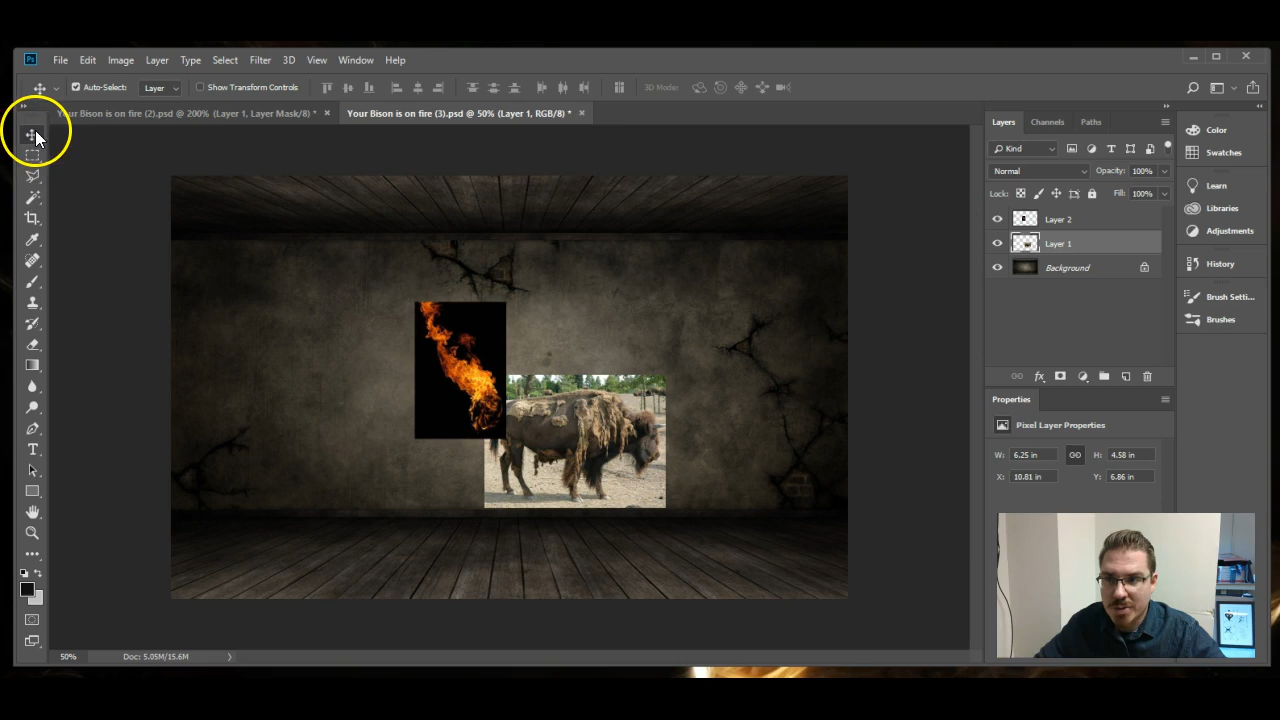 Ps File Edit Image Layer Type Select Filter 3D View Window Help
Auto-Select: Layer Show Transform Controls 3D Mode:
Your Bison is on fire (2).psd @ 200% (Layer 1, Layer Mask/8) * × Your Bison is on fire (3).psd @ 50% (Layer 1, RGB/8) * ×
Layers Channels Paths
Color
Kind
Swatches
Normal Opacity: 100%
Learn
Lock: Fill: 100%
Libraries
Layer 2
Adjustments
Layer 1
History
Background
Brush Setti...
Brushes
fx
Properties
Pixel Layer Properties
W: 6.25 in H: 4.58 in
X: 10.81 in Y: 6.86 in
50% Doc: 5.05M/15.6M